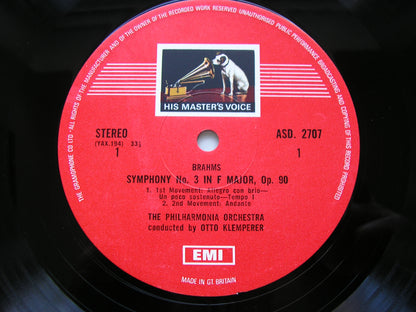 ALL RIGHTS OF THE MANUFACTURER AND OF THE OWNER OF THE RECORDED WORK RESERVED. UNAUTHORISED PUBLIC PERFORMANCE BROADCASTING AND COPYING OF THIS RECORD PROHIBITED
THE GRAMOPHONE CO LTD
HIS MASTER'S VOICE
STEREO
(YAX.194) 33⅓
1
ASD. 2707
1
BRAHMS
SYMPHONY No. 3 IN F MAJOR, Op. 90
1. 1st Movement: Allegro con brio—
Un poco sostenuto—Tempo 1
2. 2nd Movement: Andante
THE PHILHARMONIA ORCHESTRA
conducted by OTTO KLEMPERER
EMI
MADE IN GT BRITAIN